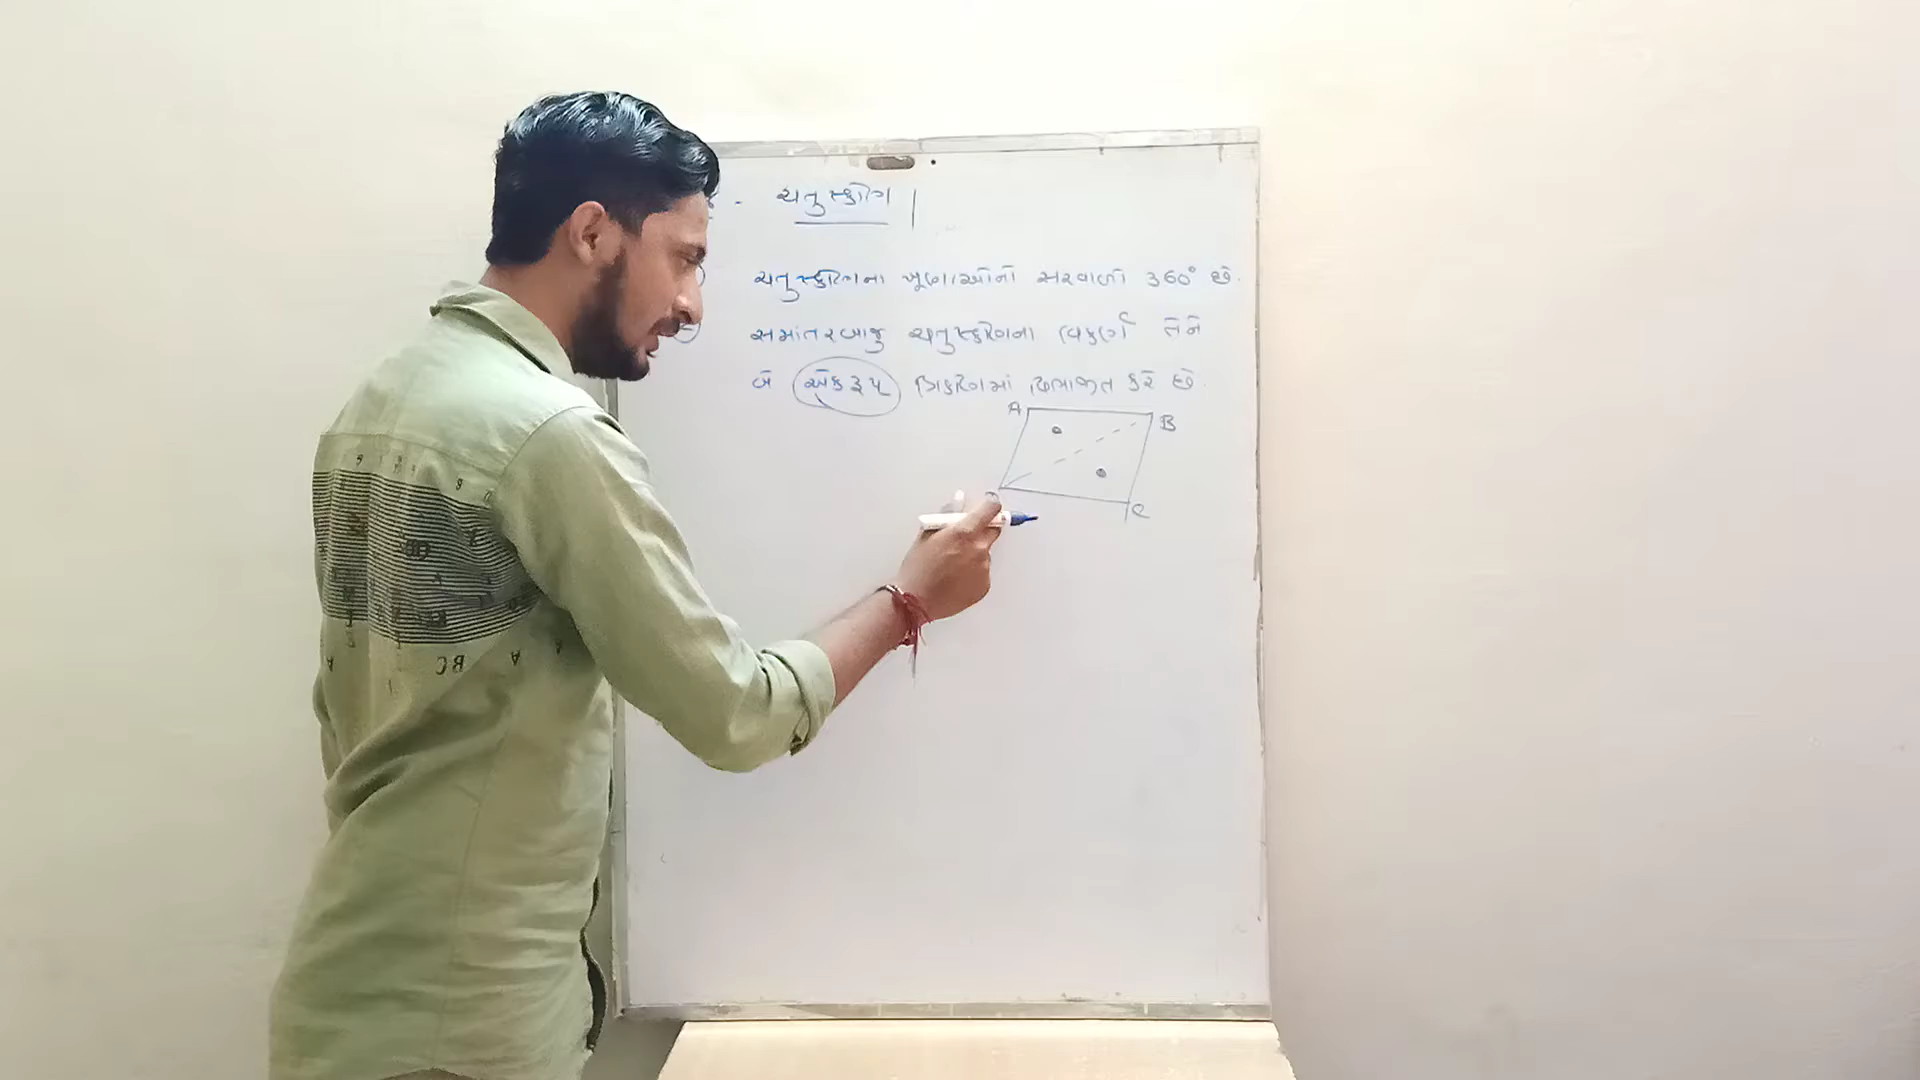 - ચતુષ્કોણ
ચતુષ્કોણના ખૂણાઓનો સરવાળો 360° છે.
સમાંતરબાજુ ચતુષ્કોણના વિકર્ણ તેને
બે એકરૂપ ત્રિકોણમાં વિભાજીત કરે છે.
A B
C